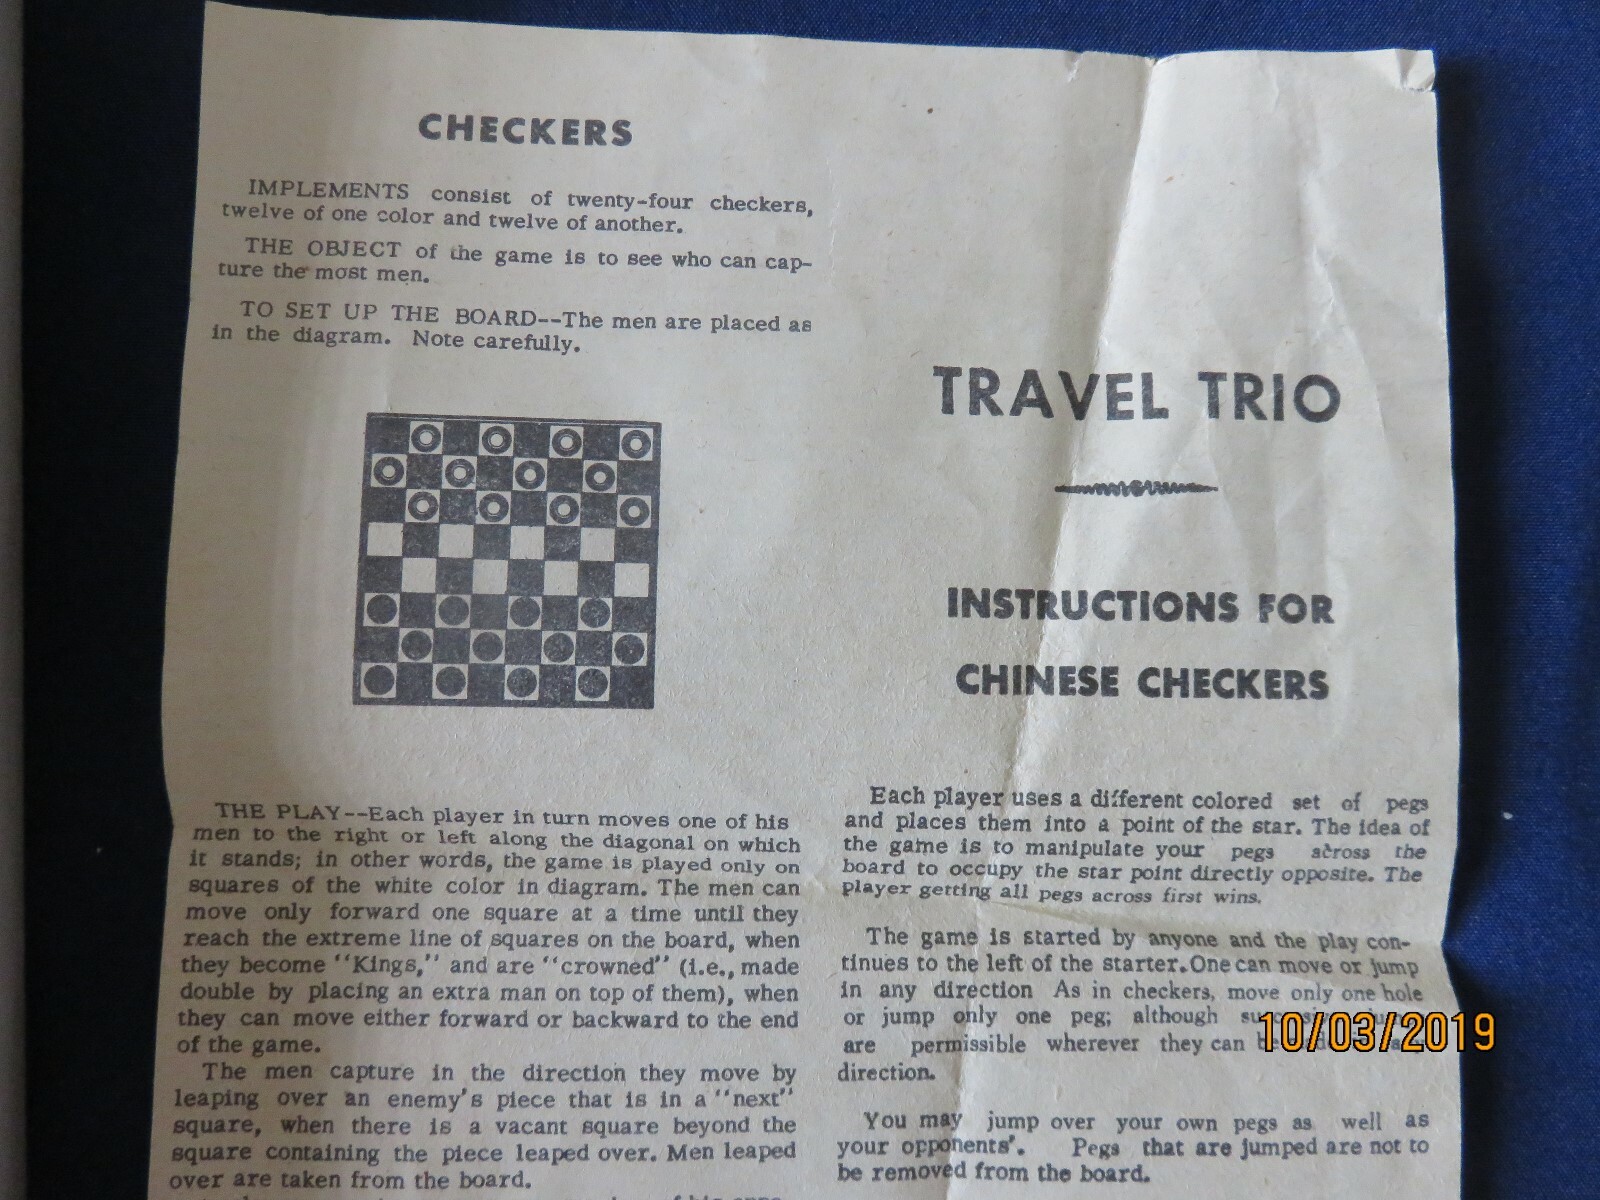 CHECKERS
IMPLEMENTS consist of twenty-four checkers,
twelve of one color and twelve of another.
THE OBJECT of the game is to see who can cap-
ture the most men.
TO SET UP THE BOARD--The men are placed as
in the diagram. Note carefully.
THE PLAY--Each player in turn moves one of his
men to the right or left along the diagonal on which
it stands; in other words, the game is played only on
squares of the white color in diagram. The men can
move only forward one square at a time until they
reach the extreme line of squares on the board, when
they become "Kings," and are "crowned" (i.e., made
double by placing an extra man on top of them), when
they can move either forward or backward to the end
of the game.
The men capture in the direction they move by
leaping over an enemy's piece that is in a "next"
square, when there is a vacant square beyond the
square containing the piece leaped over. Men leaped
over are taken from the board.
TRAVEL TRIO
INSTRUCTIONS FOR
CHINESE CHECKERS
Each player uses a different colored set of pegs
and places them into a point of the star. The idea of
the game is to manipulate your pegs across the
board to occupy the star point directly opposite. The
player getting all pegs across first wins.
The game is started by anyone and the play con-
tinues to the left of the starter. One can move or jump
in any direction As in checkers, move only one hole
or jump only one peg; although
are permissible wherever they can
direction.
You may jump over your own pegs as well as
your opponents'. Pegs that are jumped are not to
be removed from the board.
10/03/2019